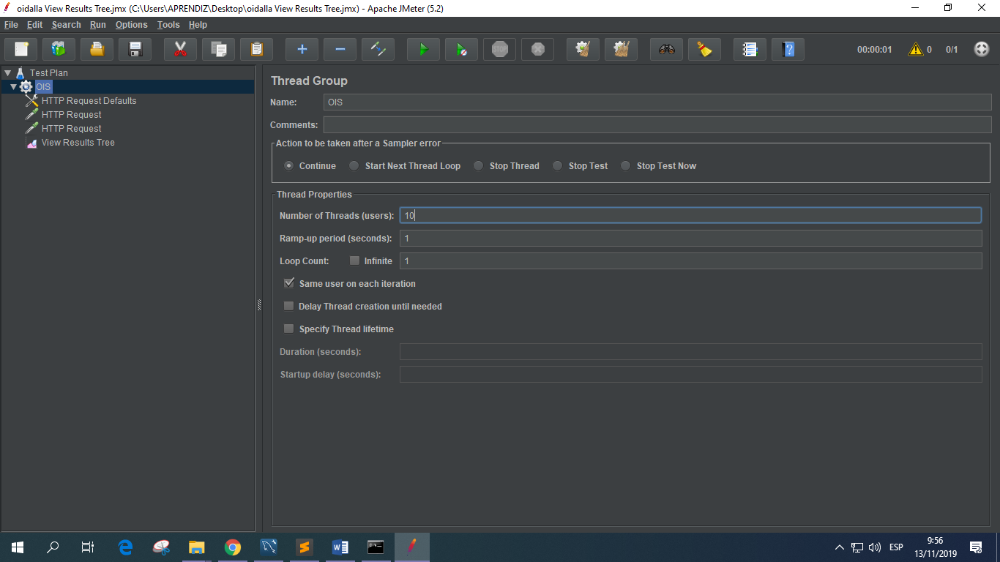 oidalla View Results Tree.jmx (C:\Users\APRENDIZ\Desktop\oidalla View Results Tree.jmx) - Apache JMeter (5.2)
File Edit Search Run Options Tools Help
STOP 00:00:01 0 0/1
Test Plan
OIS
HTTP Request Defaults
HTTP Request
HTTP Request
View Results Tree
Thread Group
Name: OIS
Comments:
Action to be taken after a Sampler error
Continue Start Next Thread Loop Stop Thread Stop Test Stop Test Now
Thread Properties
Number of Threads (users): 10
Ramp-up period (seconds): 1
Loop Count: Infinite 1
Same user on each iteration
Delay Thread creation until needed
Specify Thread lifetime
Duration (seconds):
Startup delay (seconds):
ESP
9:56
13/11/2019